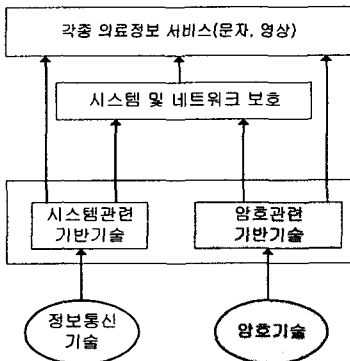 각종 의료정보 서비스(문자, 영상)
시스템 및 네트워크 보호
시스템관련
기반기술
암호관련
기반기술
정보통신
기술
암호기술